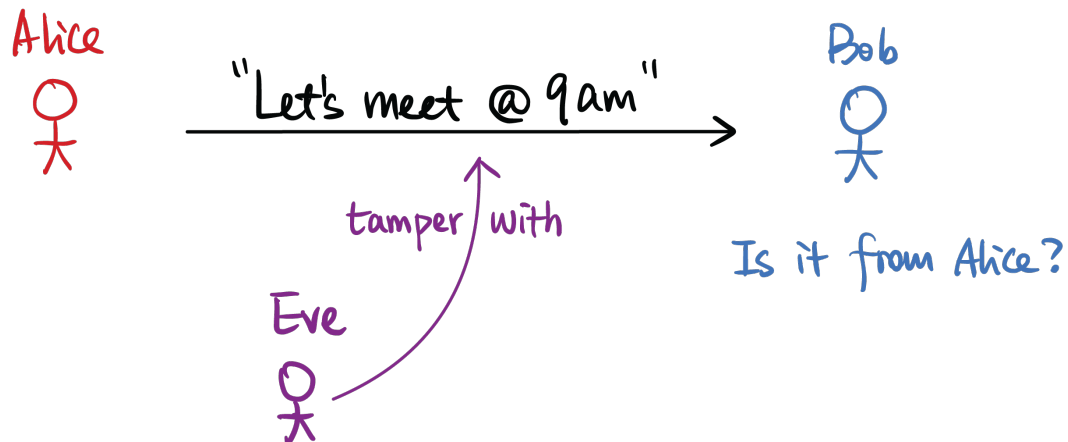 Alice
Bob
"Let's meet @ 9am"
tamper with
Is it from Alice?
Eve